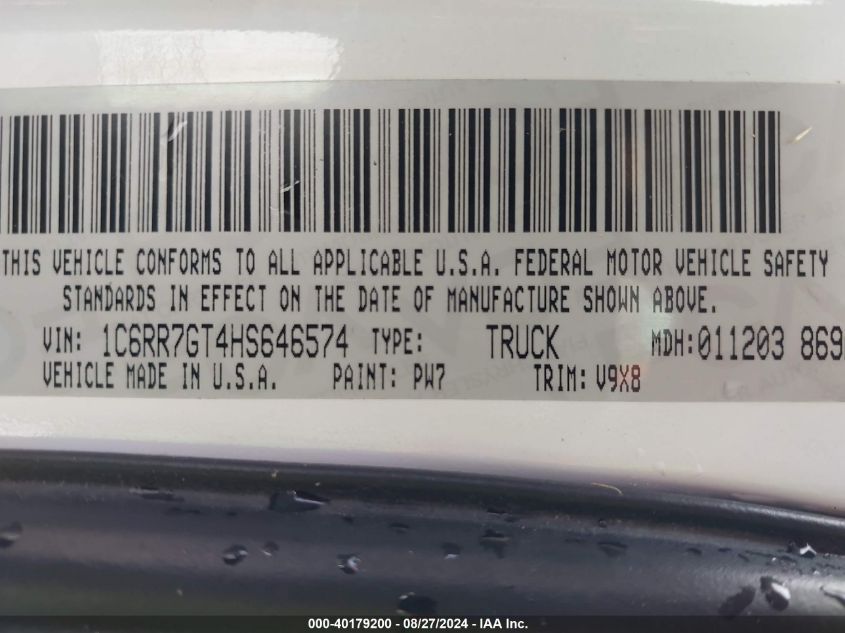 THIS VEHICLE CONFORMS TO ALL APPLICABLE U.S.A. FEDERAL MOTOR VEHICLE SAFETY
STANDARDS IN EFFECT ON THE DATE OF MANUFACTURE SHOWN ABOVE.
VIN: 1C6RR7GT4HS646574 TYPE: TRUCK MDH:011203 869
VEHICLE MADE IN U.S.A. PAINT: PW7 TRIM: V9X8
000-40179200 - 08/27/2024 - IAA Inc.